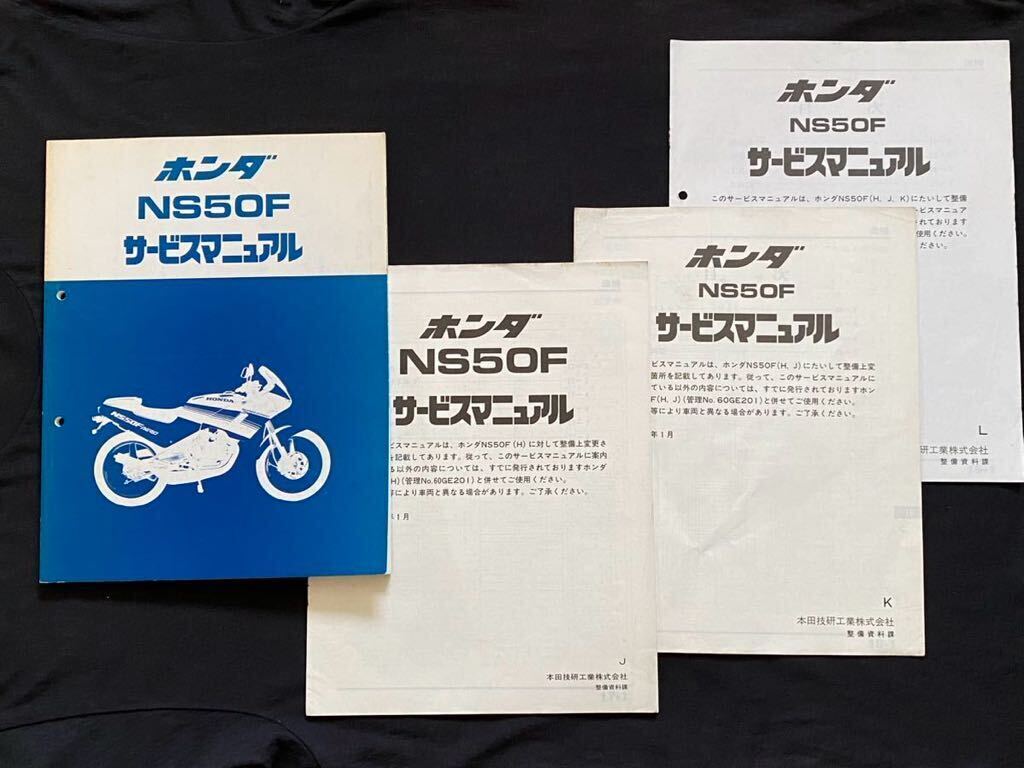 ホンダ
NS50F
サービスマニュアル
HONDA
NS50F
ホンダ
NS50F
サービスマニュアル
ビスマニュアルは、ホンダNS50F(H)に対して整備上変更さ
を記載してあります。従って、このサービスマニュアルに案内
る以外の内容については、すでに発行されておりますホンダ
H)(管理No.60GE201)と併せてご使用ください。
等により車両と異なる場合があります。ご了承ください。
年1月
J
本田技研工業株式会社
整備資料課
ホンダ
NS50F
サービスマニュアル
ビスマニュアルは、ホンダNS50F(H, J)にたいして整備上変
箇所を記載してあります。従って、このサービスマニュアルに
ている以外の内容については、すでに発行されておりますホン
F(H, J)(管理No. 60GE201)と併せてご使用ください。
等により車両と異なる場合があります。ご了承ください。
年1月
K
本田技研工業株式会社
整備資料課
ホンダ
NS50F
サービスマニュアル
このサービスマニュアルは、ホンダNS50F(H, J, K)にたいして整備
ービスマニュア
されております
使用ください。
ださい。
L
研工業株式会社
整備資料課